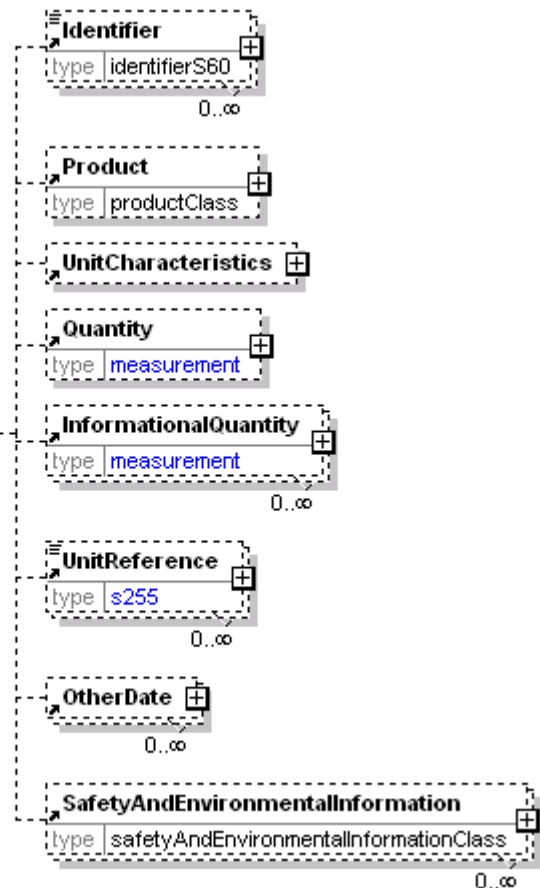 Identifier
type identifierS60
0..∞
Product
type productClass
UnitCharacteristics
Quantity
type measurement
InformationalQuantity
type measurement
0..∞
UnitReference
type s255
0..∞
OtherDate
0..∞
SafetyAndEnvironmentalInformation
type safetyAndEnvironmentalInformationClass
0..∞